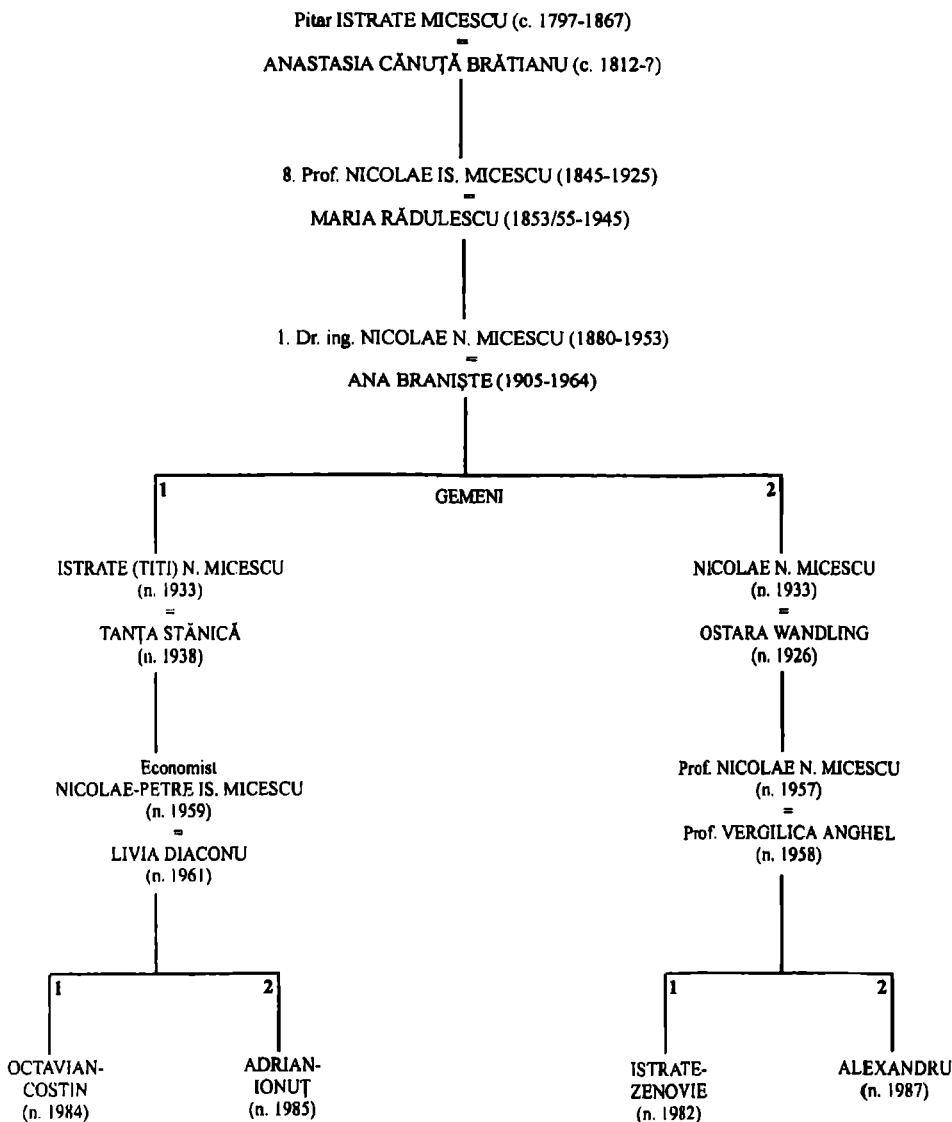 Pitar ISTRATE MICESCU (c. 1797-1867)
=
ANASTASIA CĂNUŢĂ BRĂTIANU (c. 1812-?)
8. Prof. NICOLAE IS. MICESCU (1845-1925)
=
MARIA RĂDULESCU (1853/55-1945)
1. Dr. ing. NICOLAE N. MICESCU (1880-1953)
=
ANA BRANIŞTE (1905-1964)
1
GEMENI
2
ISTRATE (TITI) N. MICESCU
(n. 1933)
=
TANŢA STĂNICĂ
(n. 1938)
NICOLAE N. MICESCU
(n. 1933)
=
OSTARA WANDLING
(n. 1926)
Economist
NICOLAE-PETRE IS. MICESCU
(n. 1959)
=
LIVIA DIACONU
(n. 1961)
Prof. NICOLAE N. MICESCU
(n. 1957)
=
Prof. VERGILICA ANGHEL
(n. 1958)
1
2
OCTAVIAN-
COSTIN
(n. 1984)
ADRIAN-
IONUŢ
(n. 1985)
1
2
ISTRATE-
ZENOVIE
(n. 1982)
ALEXANDRU
(n. 1987)